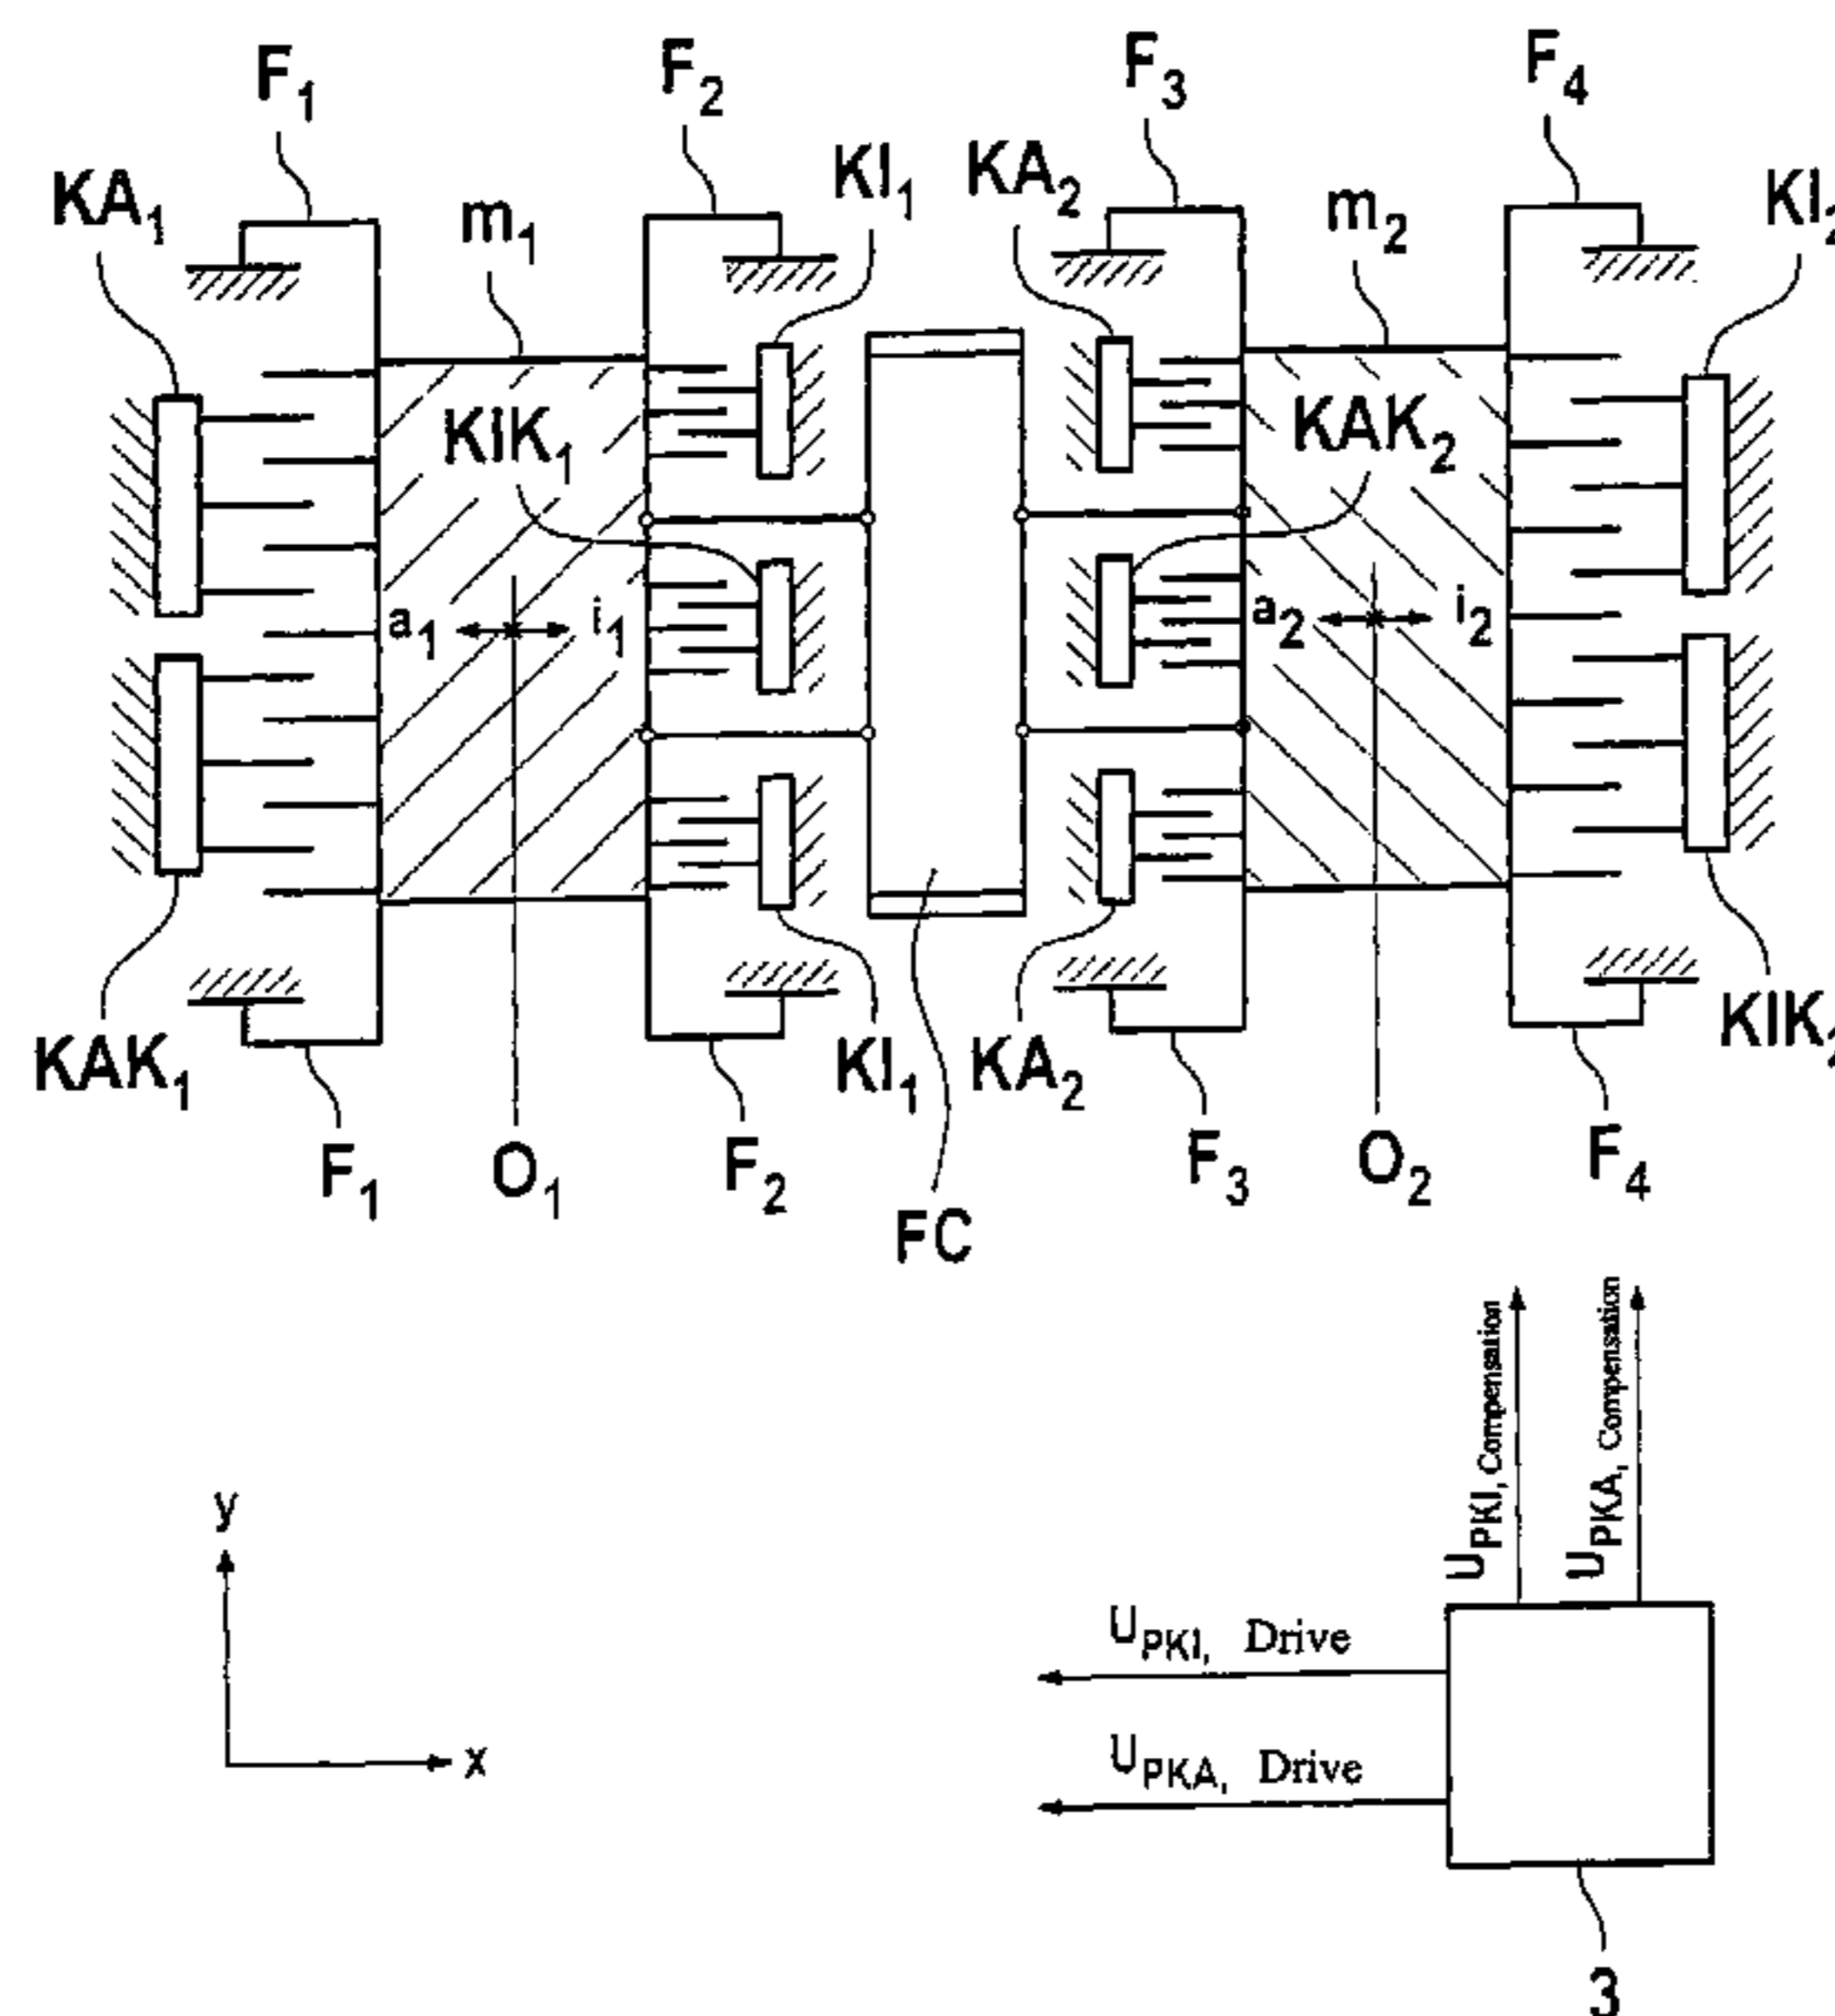 F1 F2 F3 F4
KA1 m1 KI1 KA2 m2 KI2
KIK1 KAK2
a1 i1 a2 i2
KAK1 KI1 KA2 KIK2
F1 O1 F2 F3 O2 F4
FC
UPKI, Compensation
UPKA, Compensation
y
UPKI, Drive
x
UPKA, Drive
3